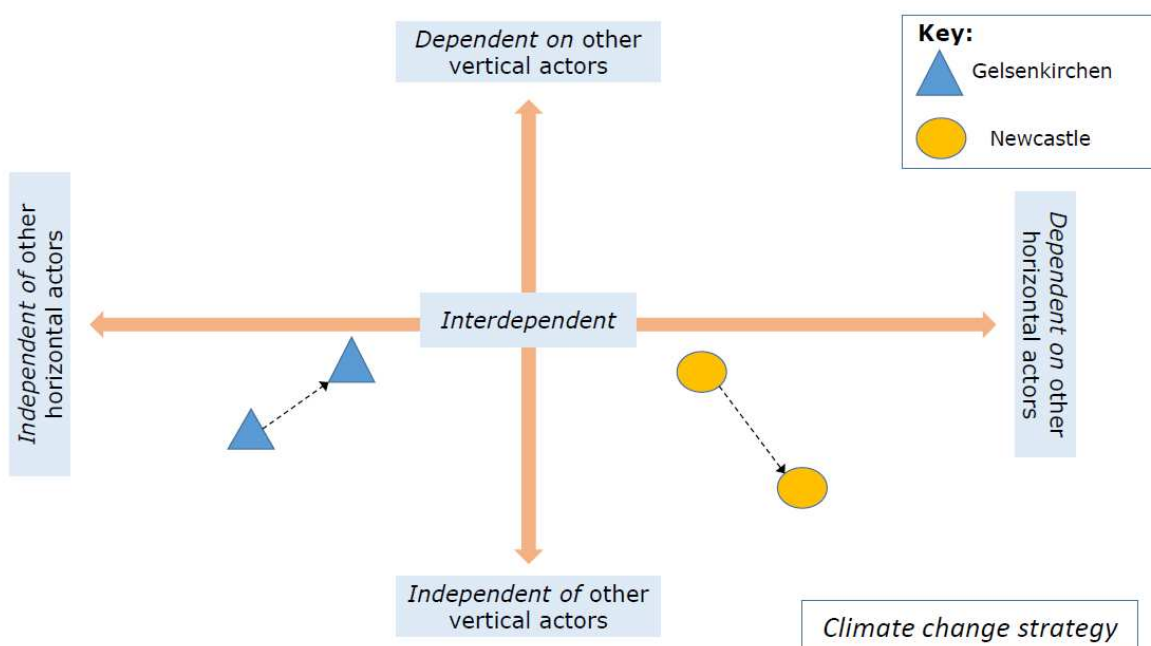 Dependent on other
vertical actors
Key:
Gelsenkirchen
Newcastle
Independent of other
horizontal actors
Interdependent
Dependent on other
horizontal actors
Independent of other
vertical actors
Climate change strategy